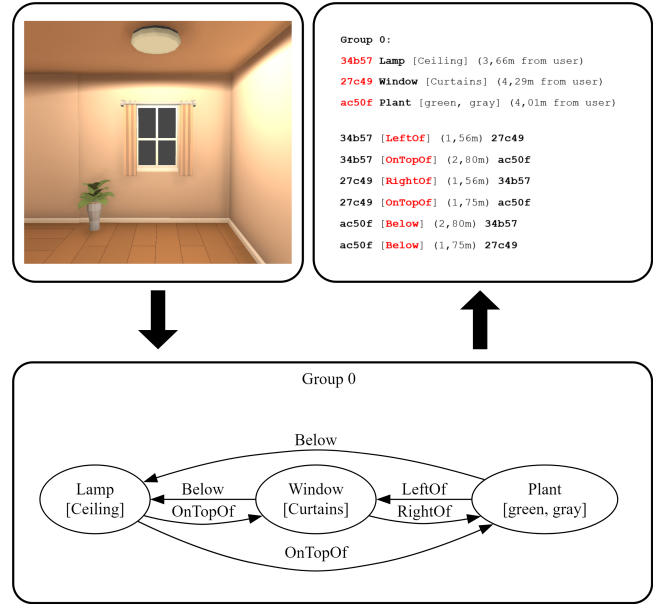 Group 0:
34b57 Lamp [Ceiling] (3,66m from user)
27c49 Window [Curtains] (4,29m from user)
ac50f Plant [green, gray] (4,01m from user)
34b57 [LeftOf] (1,56m) 27c49
34b57 [OnTopOf] (2,80m) ac50f
27c49 [RightOf] (1,56m) 34b57
27c49 [OnTopOf] (1,75m) ac50f
ac50f [Below] (2,80m) 34b57
ac50f [Below] (1,75m) 27c49
Group 0
Below
Lamp
[Ceiling]
Below
OnTopOf
Window
[Curtains]
LeftOf
RightOf
Plant
[green, gray]
OnTopOf